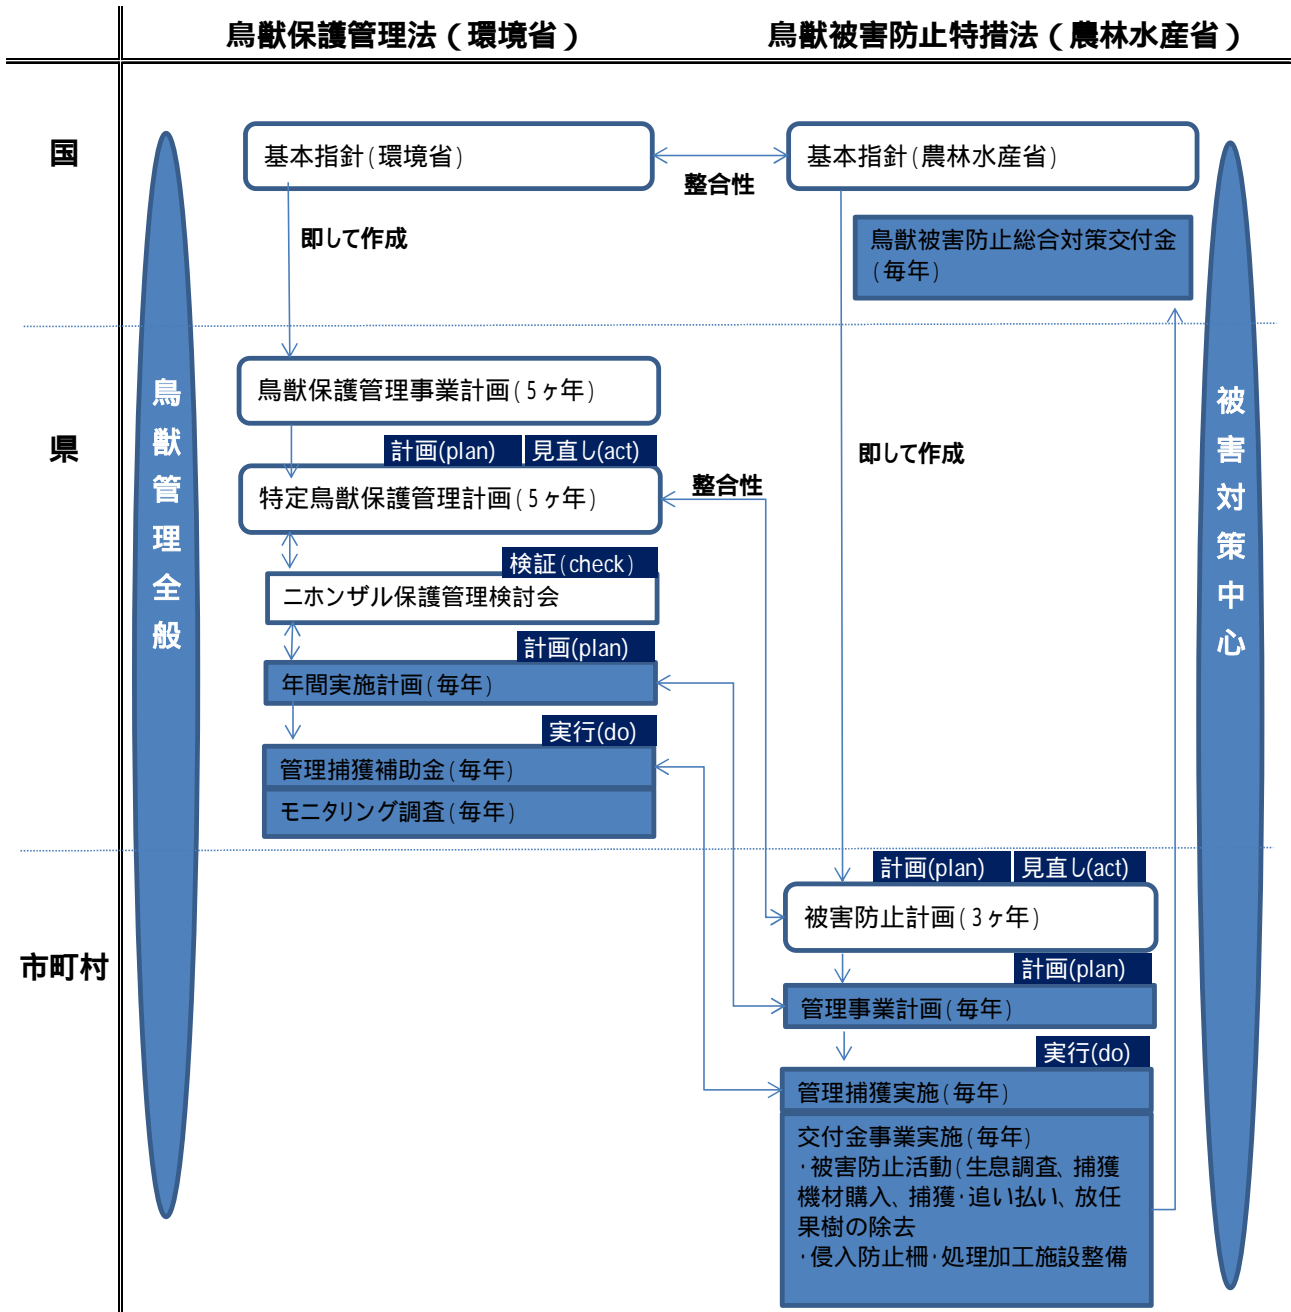 鳥獣保護管理法（環境省）
鳥獣被害防止特措法（農林水産省）
国
基本指針(環境省)
整合性
基本指針(農林水産省)
即して作成
鳥獣被害防止総合対策交付金
(毎年)
県
鳥獣管理全般
被害対策中心
鳥獣保護管理事業計画(5ヶ年)
計画(plan)
見直し(act)
特定鳥獣保護管理計画(5ヶ年)
整合性
即して作成
検証(check)
ニホンザル保護管理検討会
計画(plan)
年間実施計画(毎年)
実行(do)
管理捕獲補助金(毎年)
モニタリング調査(毎年)
市町村
計画(plan)
見直し(act)
被害防止計画(3ヶ年)
計画(plan)
管理事業計画(毎年)
実行(do)
管理捕獲実施(毎年)
交付金事業実施(毎年)
・被害防止活動(生息調査、捕獲
機材購入、捕獲・追い払い、放任
果樹の除去
・侵入防止柵・処理加工施設整備